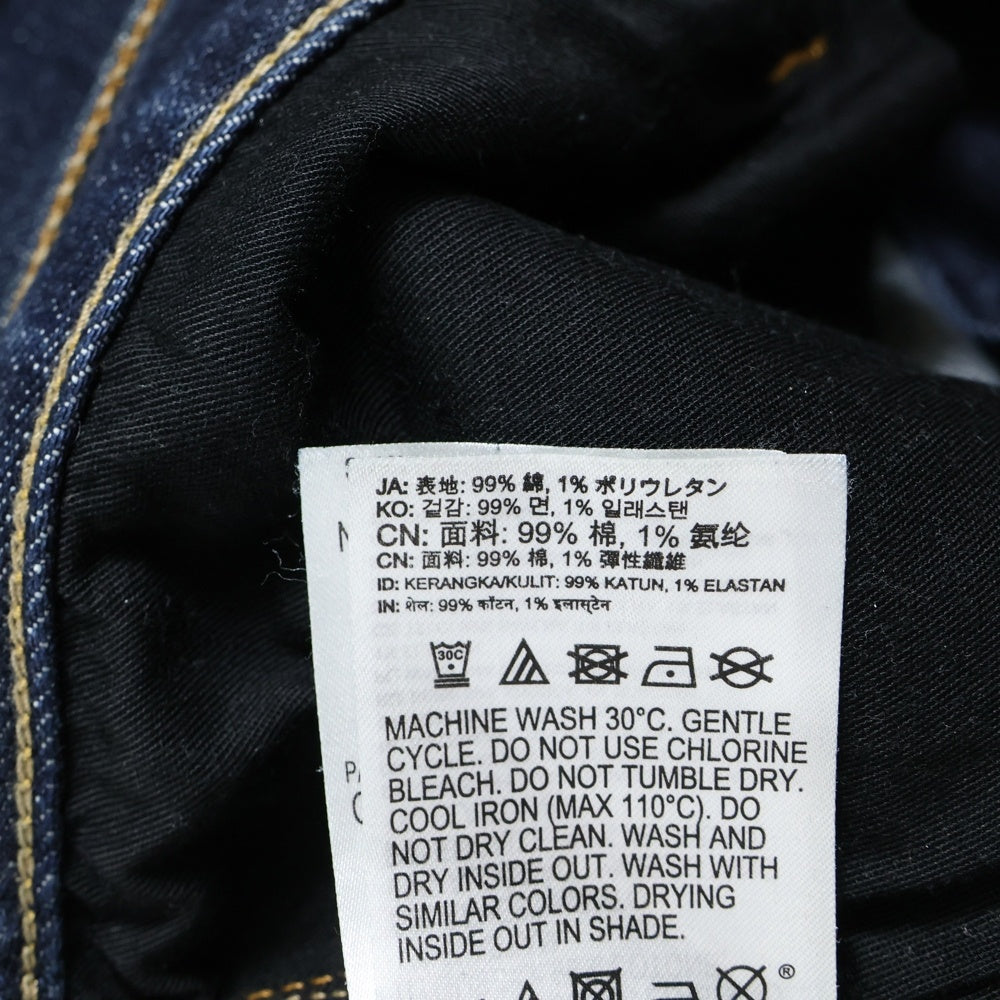 JA: 表地: 99% 綿, 1% ポリウレタン
KO: 겉감: 99% 면, 1% 일래스탠
CN: 面料: 99% 棉, 1% 氨纶
CN: 面料: 99% 棉, 1% 彈性纖維
ID: KERANGKA/KULIT: 99% KATUN, 1% ELASTAN
IN: शेल: 99% कॉटन, 1% इलास्टेन
30C
MACHINE WASH 30°C. GENTLE
CYCLE. DO NOT USE CHLORINE
BLEACH. DO NOT TUMBLE DRY.
COOL IRON (MAX 110°C). DO
NOT DRY CLEAN. WASH AND
DRY INSIDE OUT. WASH WITH
SIMILAR COLORS. DRYING
INSIDE OUT IN SHADE.
®